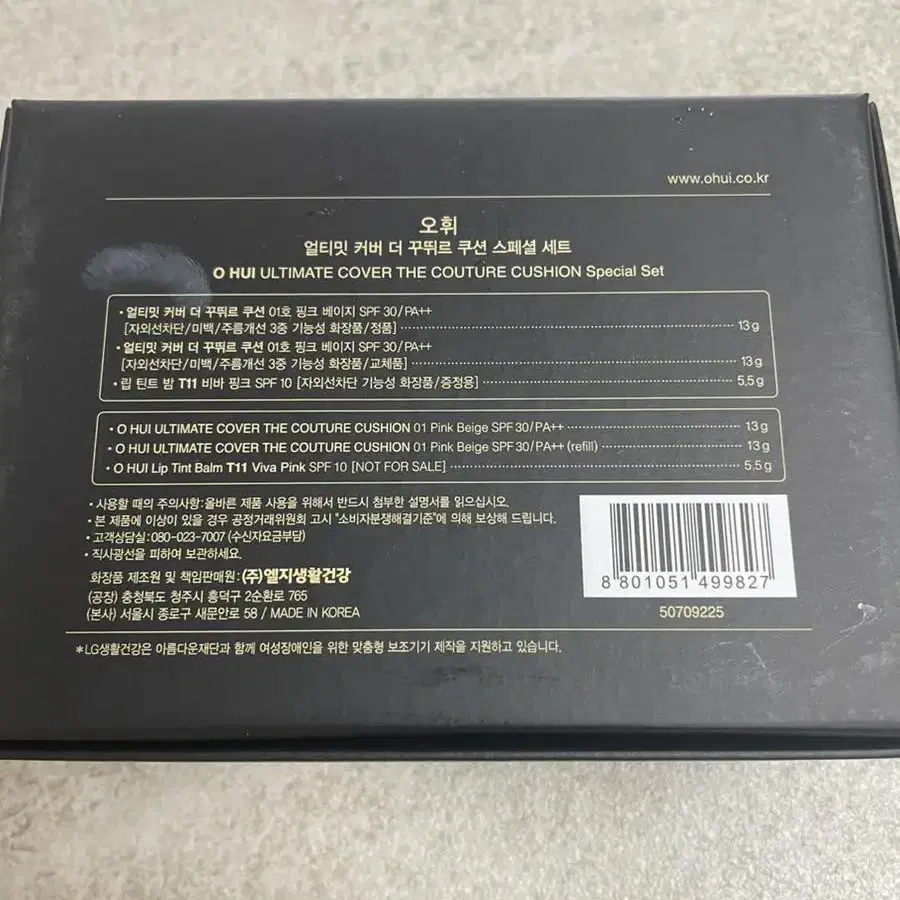 www.ohui.co.kr
오휘
얼티밋 커버 더 꾸뛰르 쿠션 스페셜 세트
O HUI ULTIMATE COVER THE COUTURE CUSHION Special Set
• 얼티밋 커버 더 꾸뛰르 쿠션 01호 핑크 베이지 SPF 30/PA++
[자외선차단/미백/주름개선 3중 기능성 화장품/정품] 13g
• 얼티밋 커버 더 꾸뛰르 쿠션 01호 핑크 베이지 SPF 30/PA++
[자외선차단/미백/주름개선 3중 기능성 화장품/교체품] 13g
• 립 틴트 밤 T11 비바 핑크 SPF 10 [자외선차단 기능성 화장품/증정용] 5.5g
• O HUI ULTIMATE COVER THE COUTURE CUSHION 01 Pink Beige SPF 30/PA++ 13g
• O HUI ULTIMATE COVER THE COUTURE CUSHION 01 Pink Beige SPF 30/PA++ (refill) 13g
• O HUI Lip Tint Balm T11 Viva Pink SPF 10 [NOT FOR SALE] 5.5g
• 사용할 때의 주의사항:올바른 제품 사용을 위해서 반드시 첨부한 설명서를 읽으십시오.
• 본 제품에 이상이 있을 경우 공정거래위원회 고시 "소비자분쟁해결기준"에 의해 보상해 드립니다.
• 고객상담실:080-023-7007 (수신자요금부담)
• 직사광선을 피하여 보관하세요.
화장품 제조원 및 책임판매원 : (주)엘지생활건강
(공장) 충청북도 청주시 흥덕구 2순환로 765
(본사) 서울시 종로구 새문안로 58 / MADE IN KOREA
8 801051 499827
50709225
*LG생활건강은 아름다운재단과 함께 여성장애인을 위한 맞춤형 보조기기 제작을 지원하고 있습니다.